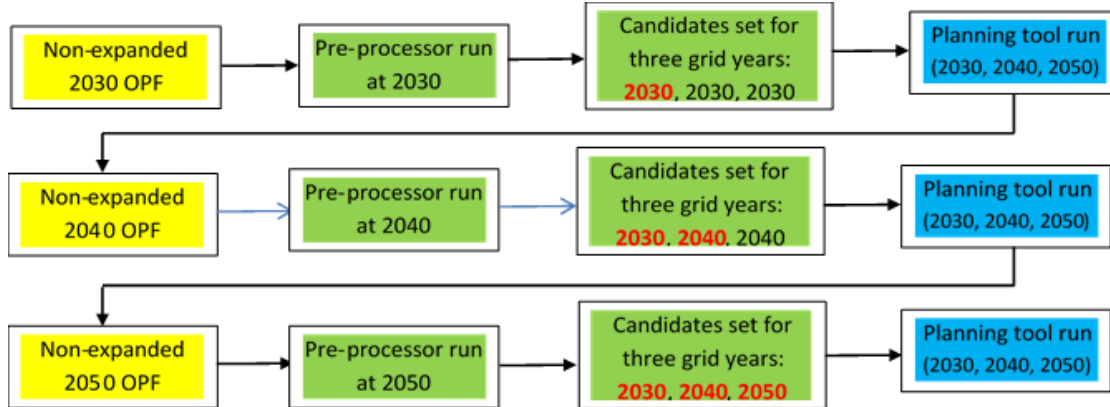 Non-expanded
2030 OPF
Pre-processor run
at 2030
Candidates set for
three grid years:
2030, 2030, 2030
Planning tool run
(2030, 2040, 2050)
Non-expanded
2040 OPF
Pre-processor run
at 2040
Candidates set for
three grid years:
2030, 2040, 2040
Planning tool run
(2030, 2040, 2050)
Non-expanded
2050 OPF
Pre-processor run
at 2050
Candidates set for
three grid years:
2030, 2040, 2050
Planning tool run
(2030, 2040, 2050)